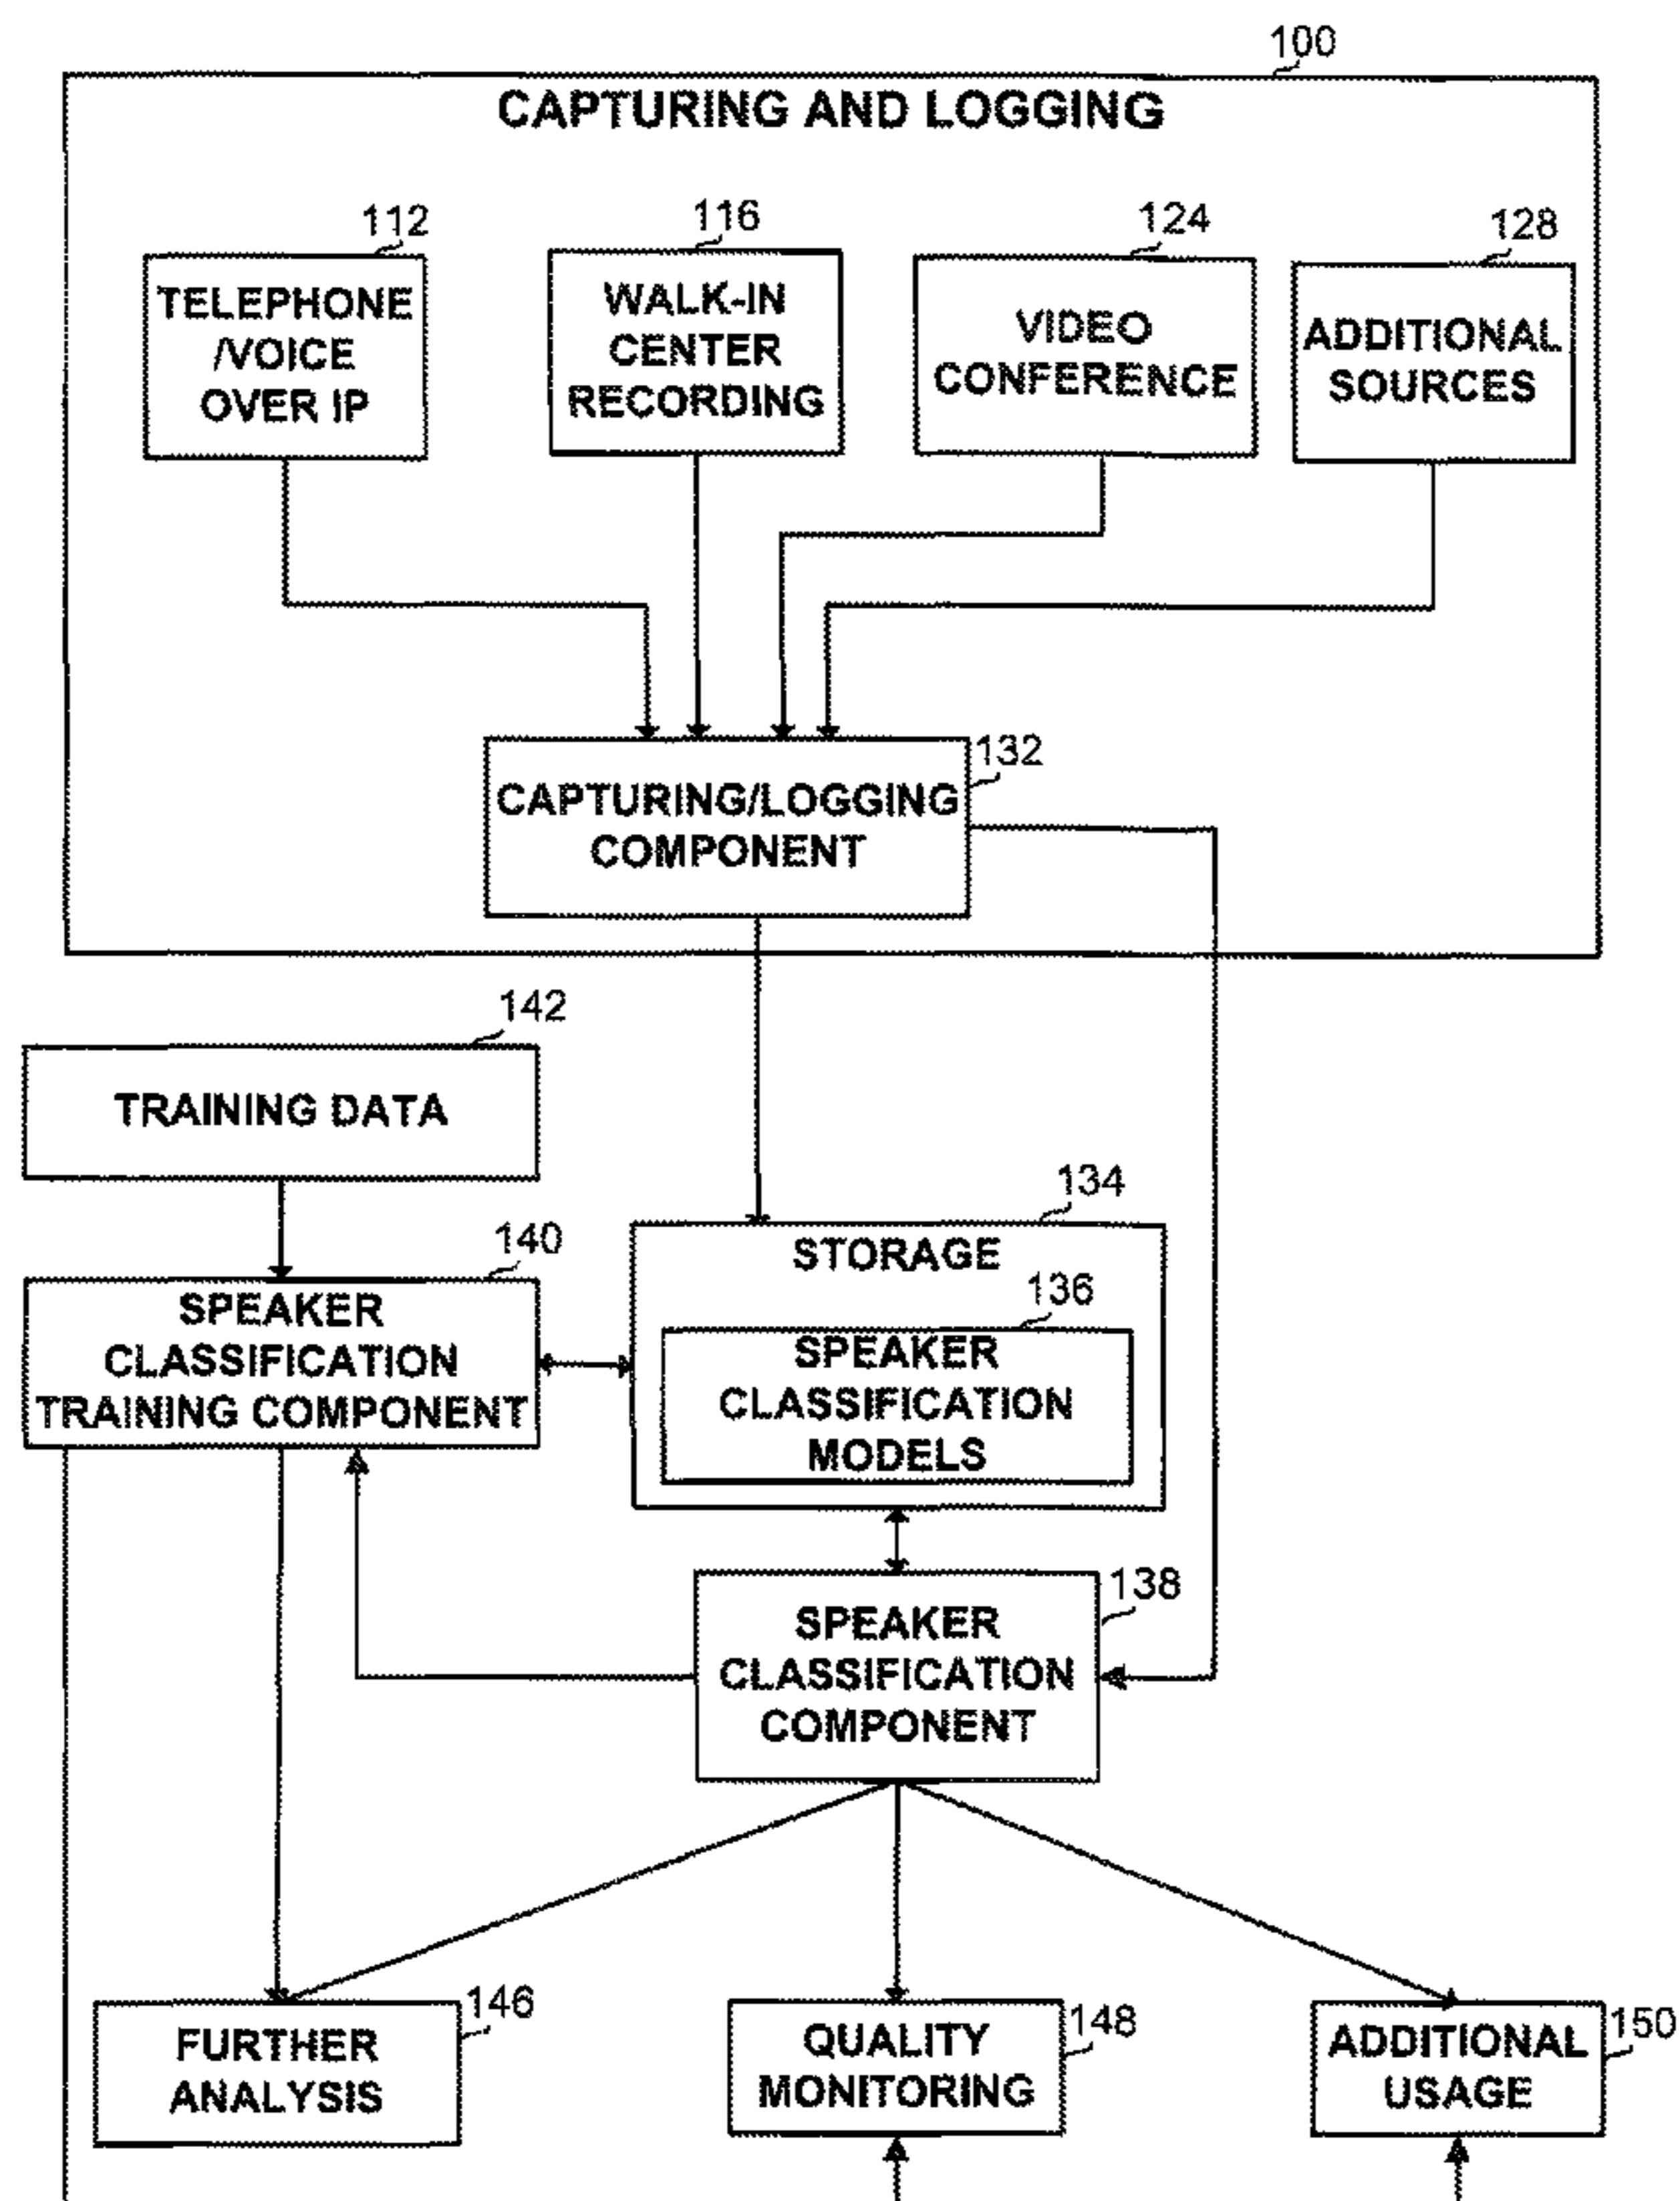 100
CAPTURING AND LOGGING
112
TELEPHONE
/VOICE
OVER IP
116
WALK-IN
CENTER
RECORDING
124
VIDEO
CONFERENCE
128
ADDITIONAL
SOURCES
132
CAPTURING/LOGGING
COMPONENT
142
TRAINING DATA
134
STORAGE
140
SPEAKER
CLASSIFICATION
TRAINING COMPONENT
136
SPEAKER
CLASSIFICATION
MODELS
138
SPEAKER
CLASSIFICATION
COMPONENT
146
FURTHER
ANALYSIS
148
QUALITY
MONITORING
150
ADDITIONAL
USAGE